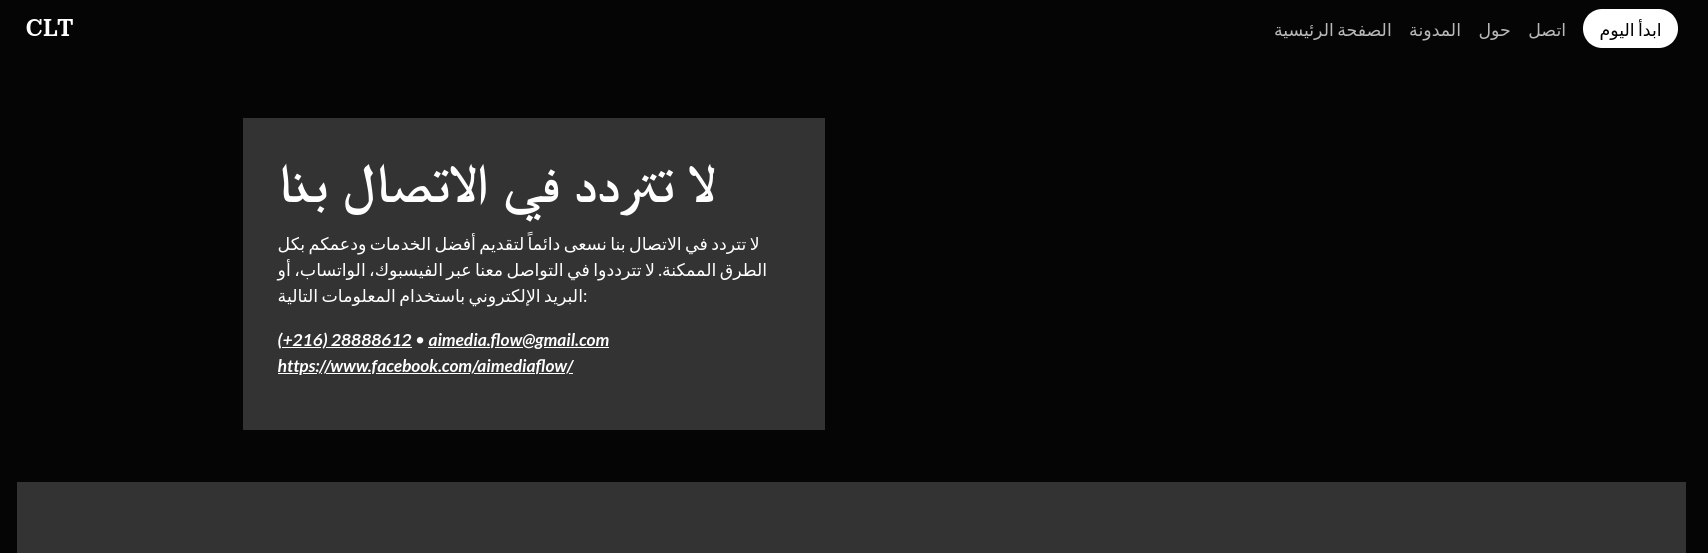 CLT
الصفحة الرئيسية
المدونة
حول
اتصل
ابدأ اليوم
لا تتردد في الاتصال بنا
لا تتردد في الاتصال بنا نسعى دائماً لتقديم أفضل الخدمات ودعمكم بكل
الطرق الممكنة. لا تترددوا في التواصل معنا عبر الفيسبوك، الواتساب، أو
البريد الإلكتروني باستخدام المعلومات التالية:
(+216) 28888612 • aimedia.flow@gmail.com
https://www.facebook.com/aimediaflow/